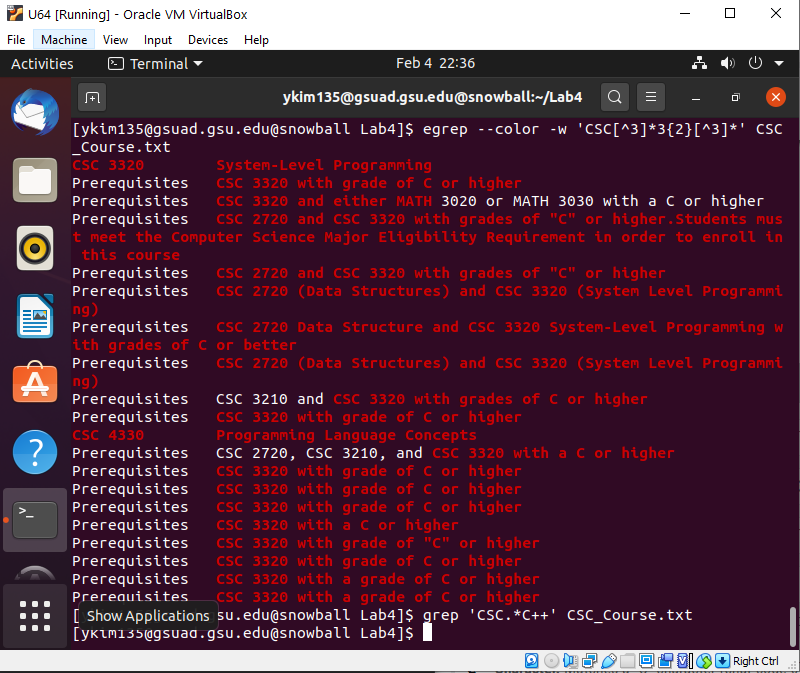 U64 [Running] - Oracle VM VirtualBox
File Machine View Input Devices Help
Activities Terminal Feb 4 22:36
ykim135@gsuad.gsu.edu@snowball:~/Lab4
[ykim135@gsuad.gsu.edu@snowball Lab4]$ egrep --color -w 'CSC[^3]*3{2}[^3]*' CSC
_Course.txt
CSC 3320 System-Level Programming
Prerequisites CSC 3320 with grade of C or higher
Prerequisites CSC 3320 and either MATH 3020 or MATH 3030 with a C or higher
Prerequisites CSC 2720 and CSC 3320 with grades of "C" or higher.Students mus
t meet the Computer Science Major Eligibility Requirement in order to enroll in
this course
Prerequisites CSC 2720 and CSC 3320 with grades of "C" or higher
Prerequisites CSC 2720 (Data Structures) and CSC 3320 (System Level Programmi
ng)
Prerequisites CSC 2720 Data Structure and CSC 3320 System-Level Programming w
ith grades of C or better
Prerequisites CSC 2720 (Data Structures) and CSC 3320 (System Level Programmi
ng)
Prerequisites CSC 3210 and CSC 3320 with grades of C or higher
Prerequisites CSC 3320 with grade of C or higher
CSC 4330 Programming Language Concepts
Prerequisites CSC 2720, CSC 3210, and CSC 3320 with a C or higher
Prerequisites CSC 3320 with grade of C or higher
Prerequisites CSC 3320 with grade of C or higher
Prerequisites CSC 3320 with grade of C or higher
Prerequisites CSC 3320 with a C or higher
Prerequisites CSC 3320 with grade of "C" or higher
Prerequisites CSC 3320 with grade of C or higher
Prerequisites CSC 3320 with a grade of C or higher
Prerequisites CSC 3320 with a grade of C or higher
[ Show Applications su.edu@snowball Lab4]$ grep 'CSC.*C++' CSC_Course.txt
[ykim135@gsuad.gsu.edu@snowball Lab4]$
Right Ctrl